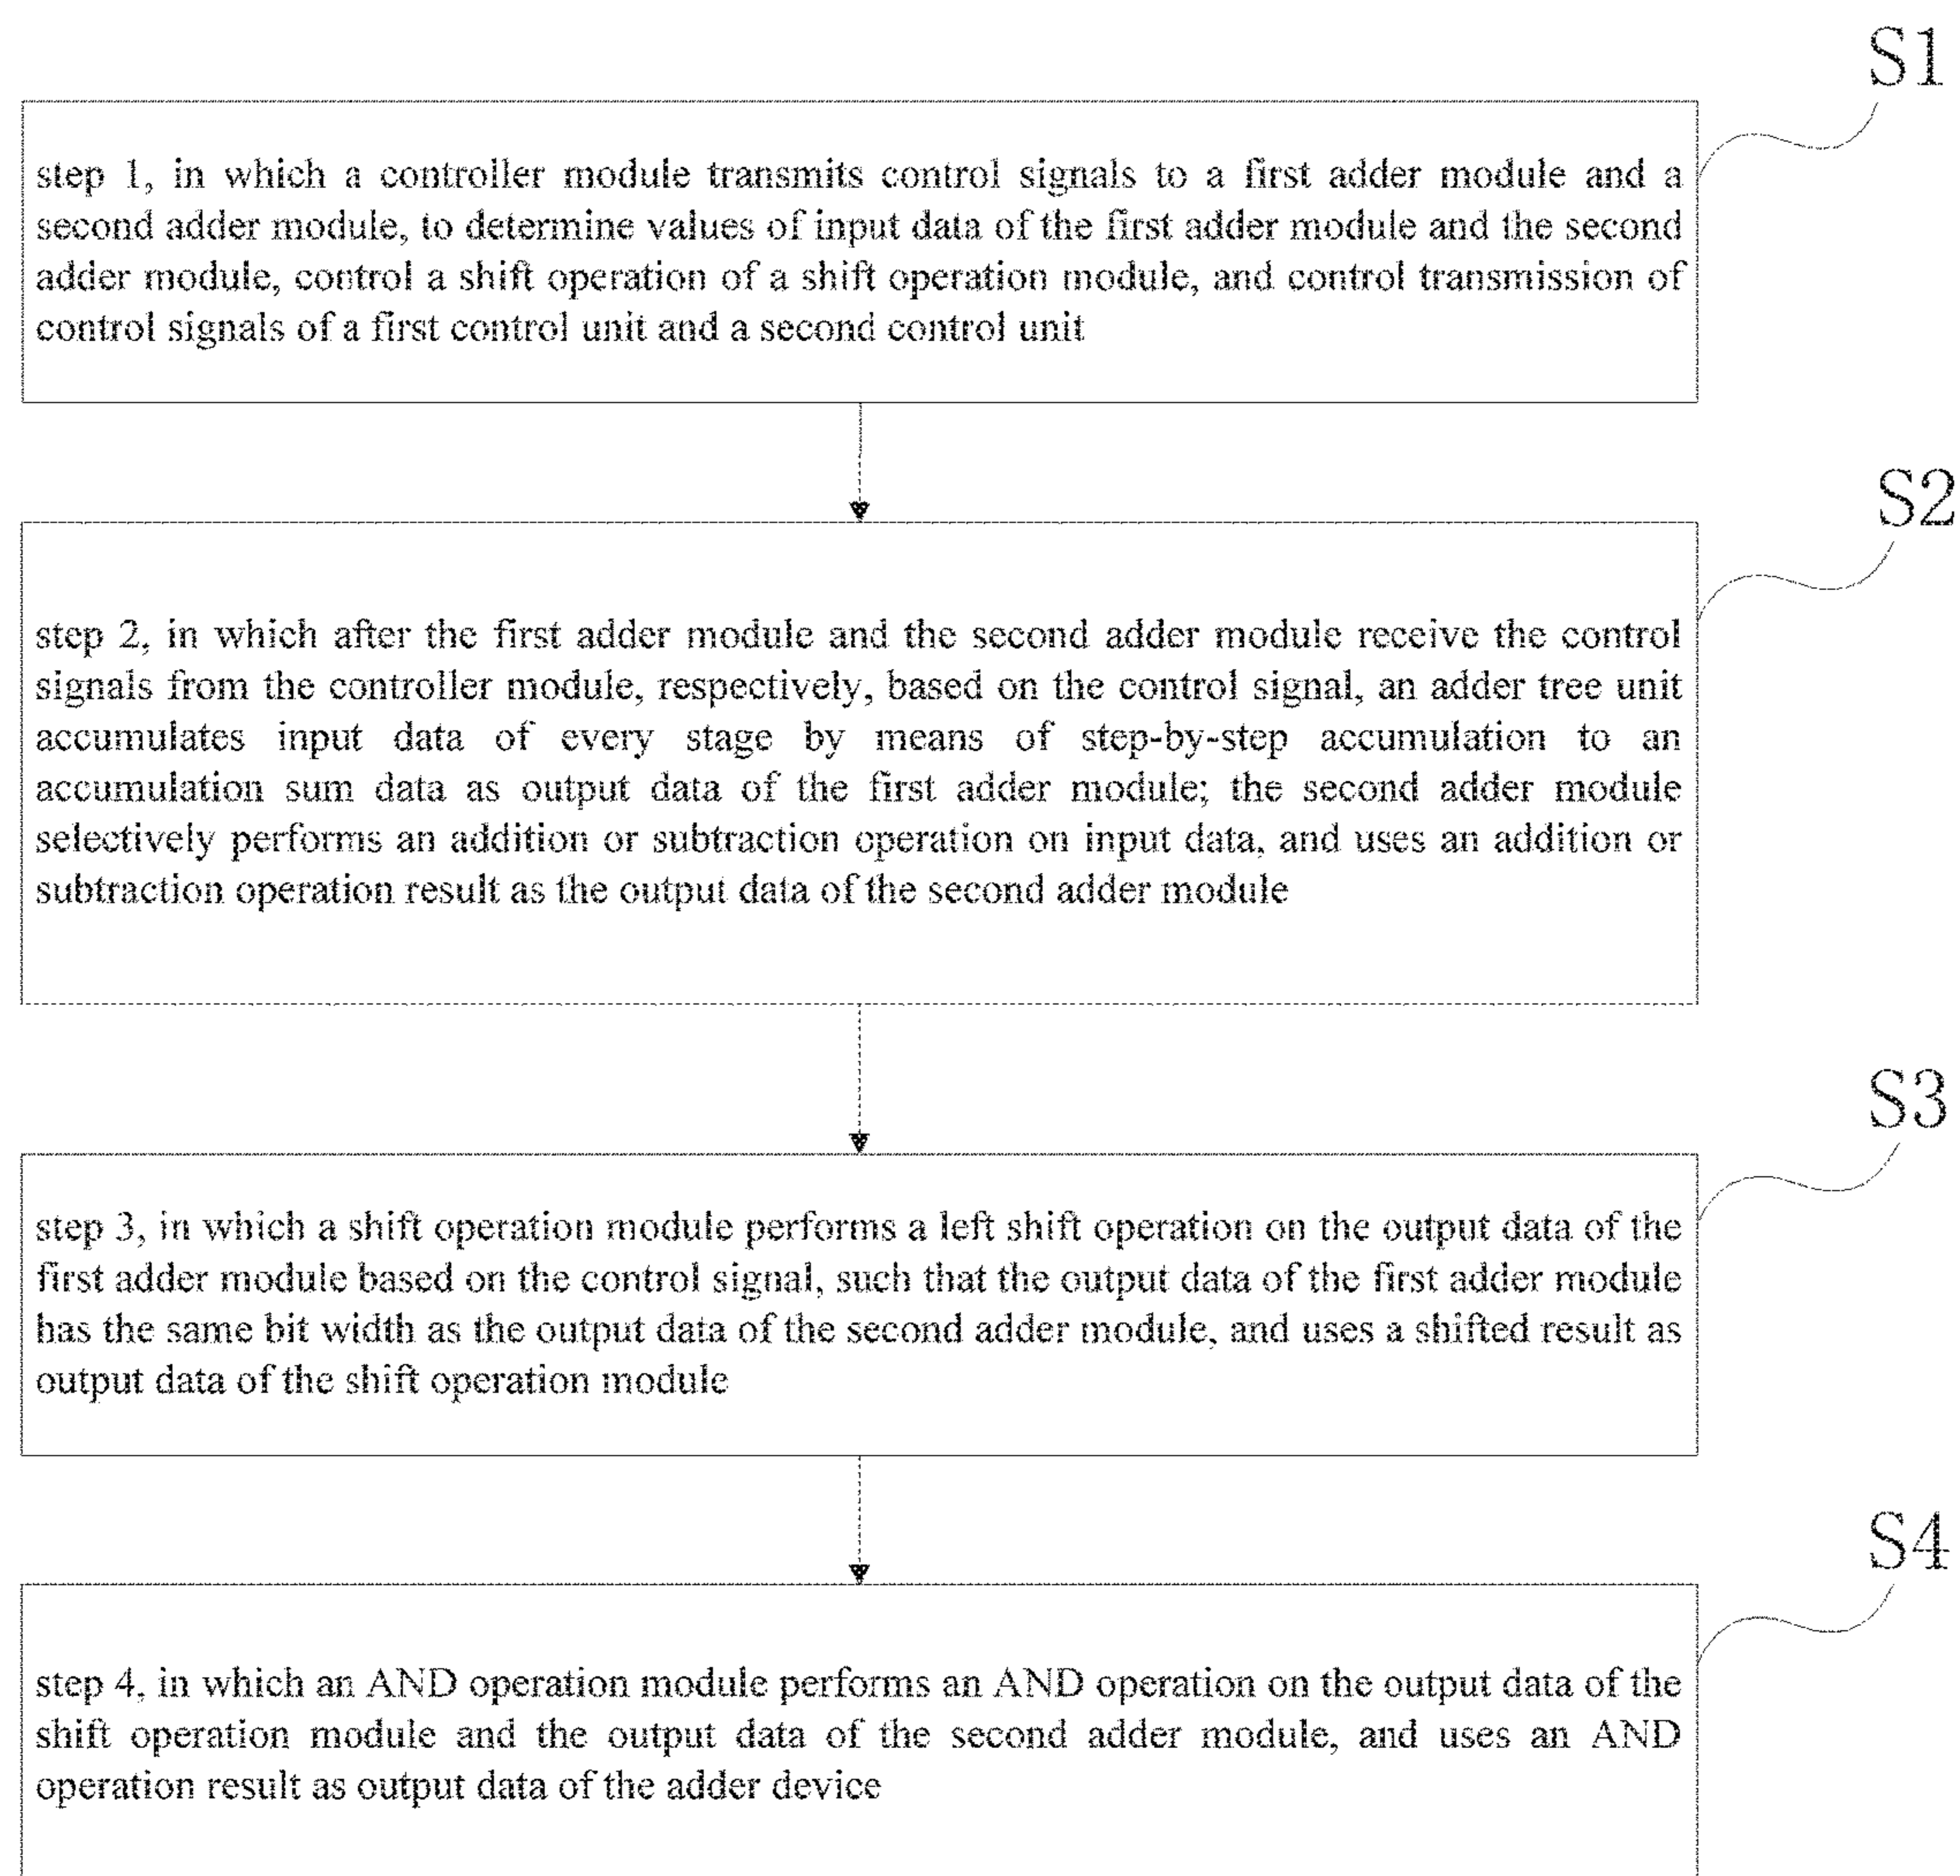 S1
step 1, in which a controller module transmits control signals to a first adder module and a
second adder module, to determine values of input data of the first adder module and the second
adder module, control a shift operation of a shift operation module, and control transmission of
control signals of a first control unit and a second control unit
S2
step 2, in which after the first adder module and the second adder module receive the control
signals from the controller module, respectively, based on the control signal, an adder tree unit
accumulates input data of every stage by means of step-by-step accumulation to an
accumulation sum data as output data of the first adder module; the second adder module
selectively performs an addition or subtraction operation on input data, and uses an addition or
subtraction operation result as the output data of the second adder module
S3
step 3, in which a shift operation module performs a left shift operation on the output data of the
first adder module based on the control signal, such that the output data of the first adder module
has the same bit width as the output data of the second adder module, and uses a shifted result as
output data of the shift operation module
S4
step 4, in which an AND operation module performs an AND operation on the output data of the
shift operation module and the output data of the second adder module, and uses an AND
operation result as output data of the adder device